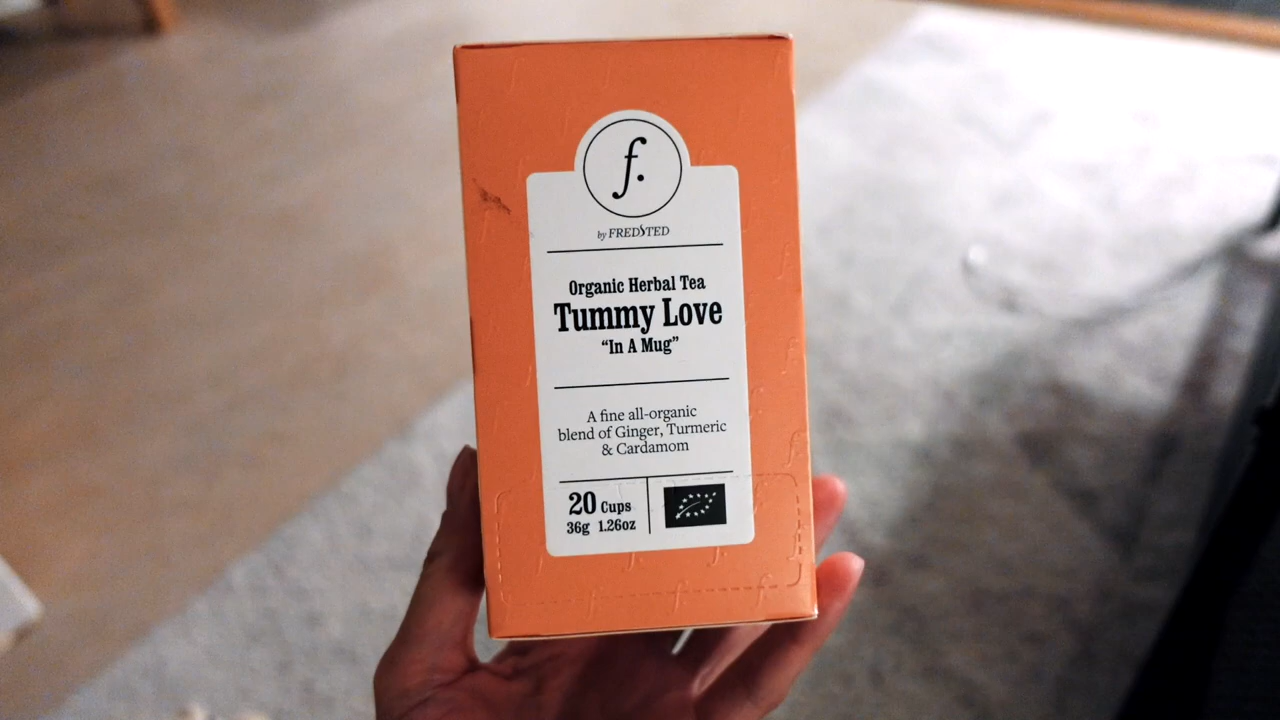 f.
by FREDSTED
Organic Herbal Tea
Tummy Love
“In A Mug”
A fine all-organic
blend of Ginger, Turmeric
& Cardamom
20 Cups
36g 1.26oz